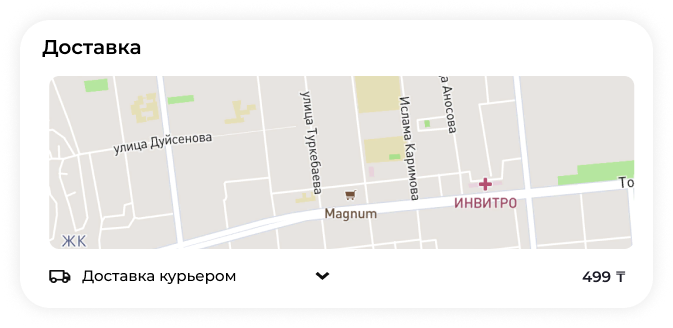 Доставка
улица Дуйсенова
улица Туркебаева
Ислама Каримова
Аносова
Magnum
ИНВИТРО
То
ЖК
Доставка курьером
499 ₸